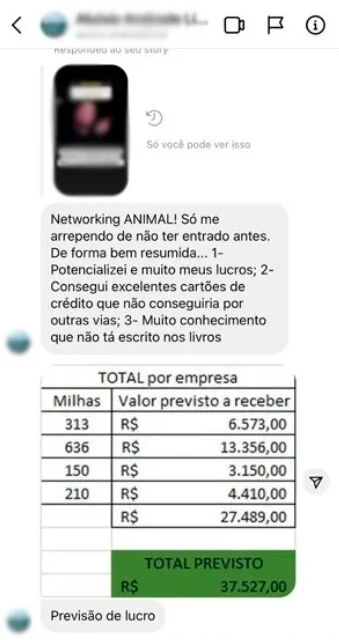 Respondeu ao seu story
Só você pode ver isso
Networking ANIMAL! Só me
arrependo de não ter entrado antes.
De forma bem resumida... 1-
Potencializei e muito meus lucros; 2-
Consegui excelentes cartões de
crédito que não conseguiria por
outras vias; 3- Muito conhecimento
que não tá escrito nos livros
TOTAL por empresa
Milhas Valor previsto a receber
313 R$ 6.573,00
636 R$ 13.356,00
150 R$ 3.150,00
210 R$ 4.410,00
R$ 27.489,00
TOTAL PREVISTO
R$ 37.527,00
Previsão de lucro